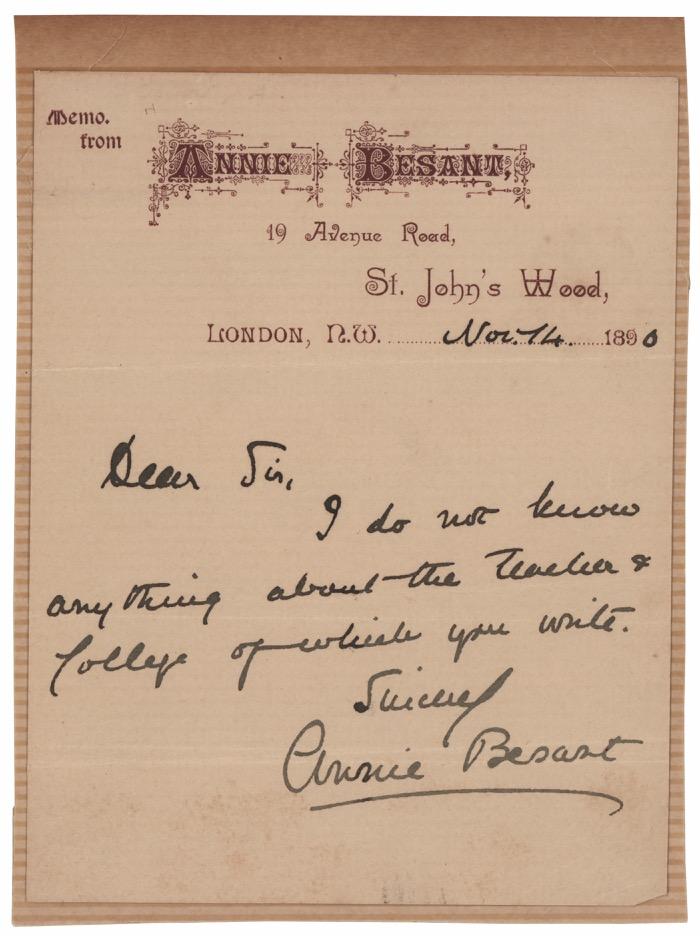 Memo.
from
ANNIE BESANT,
19 Avenue Road,
St. John's Wood,
LONDON, N.W. Nov. 14. 1890
Dear Sir,
I do not know
anything about the teacher &
College of which you write.
Sincerely
Annie Besant